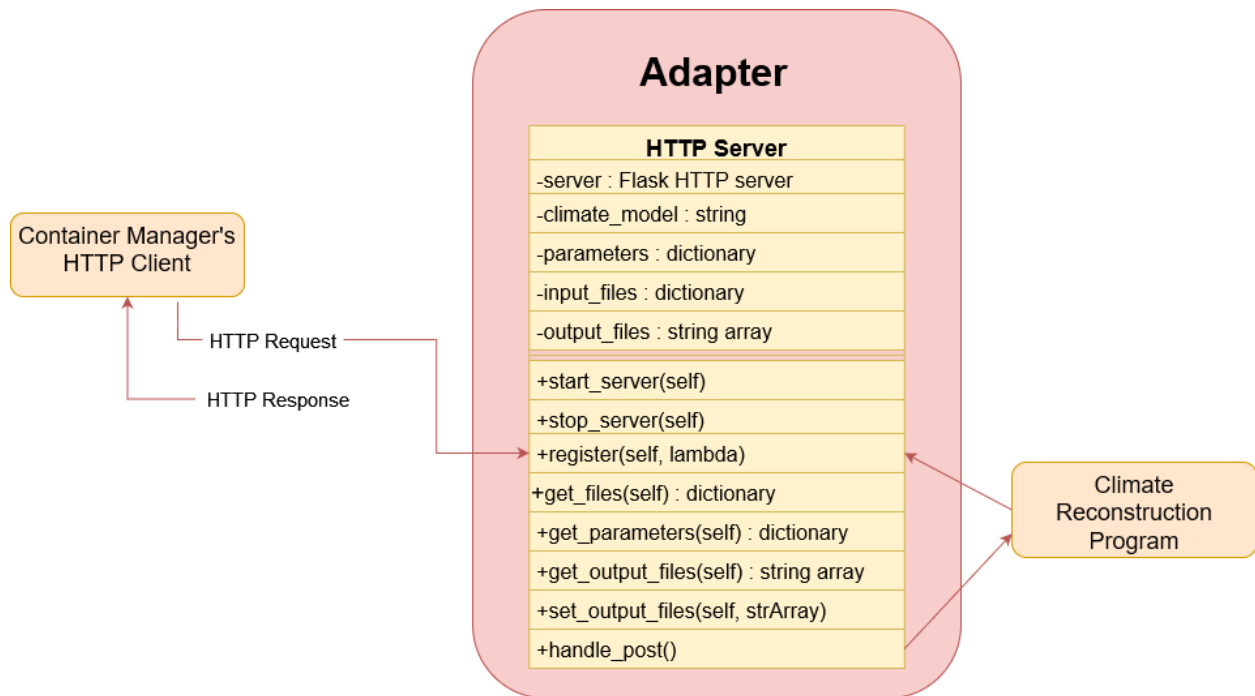 Adapter
HTTP Server
-server : Flask HTTP server
-climate_model : string
-parameters : dictionary
-input_files : dictionary
-output_files : string array
+start_server(self)
+stop_server(self)
+register(self, lambda)
+get_files(self) : dictionary
+get_parameters(self) : dictionary
+get_output_files(self) : string array
+set_output_files(self, strArray)
+handle_post()
Container Manager's
HTTP Client
HTTP Request
HTTP Response
Climate
Reconstruction
Program